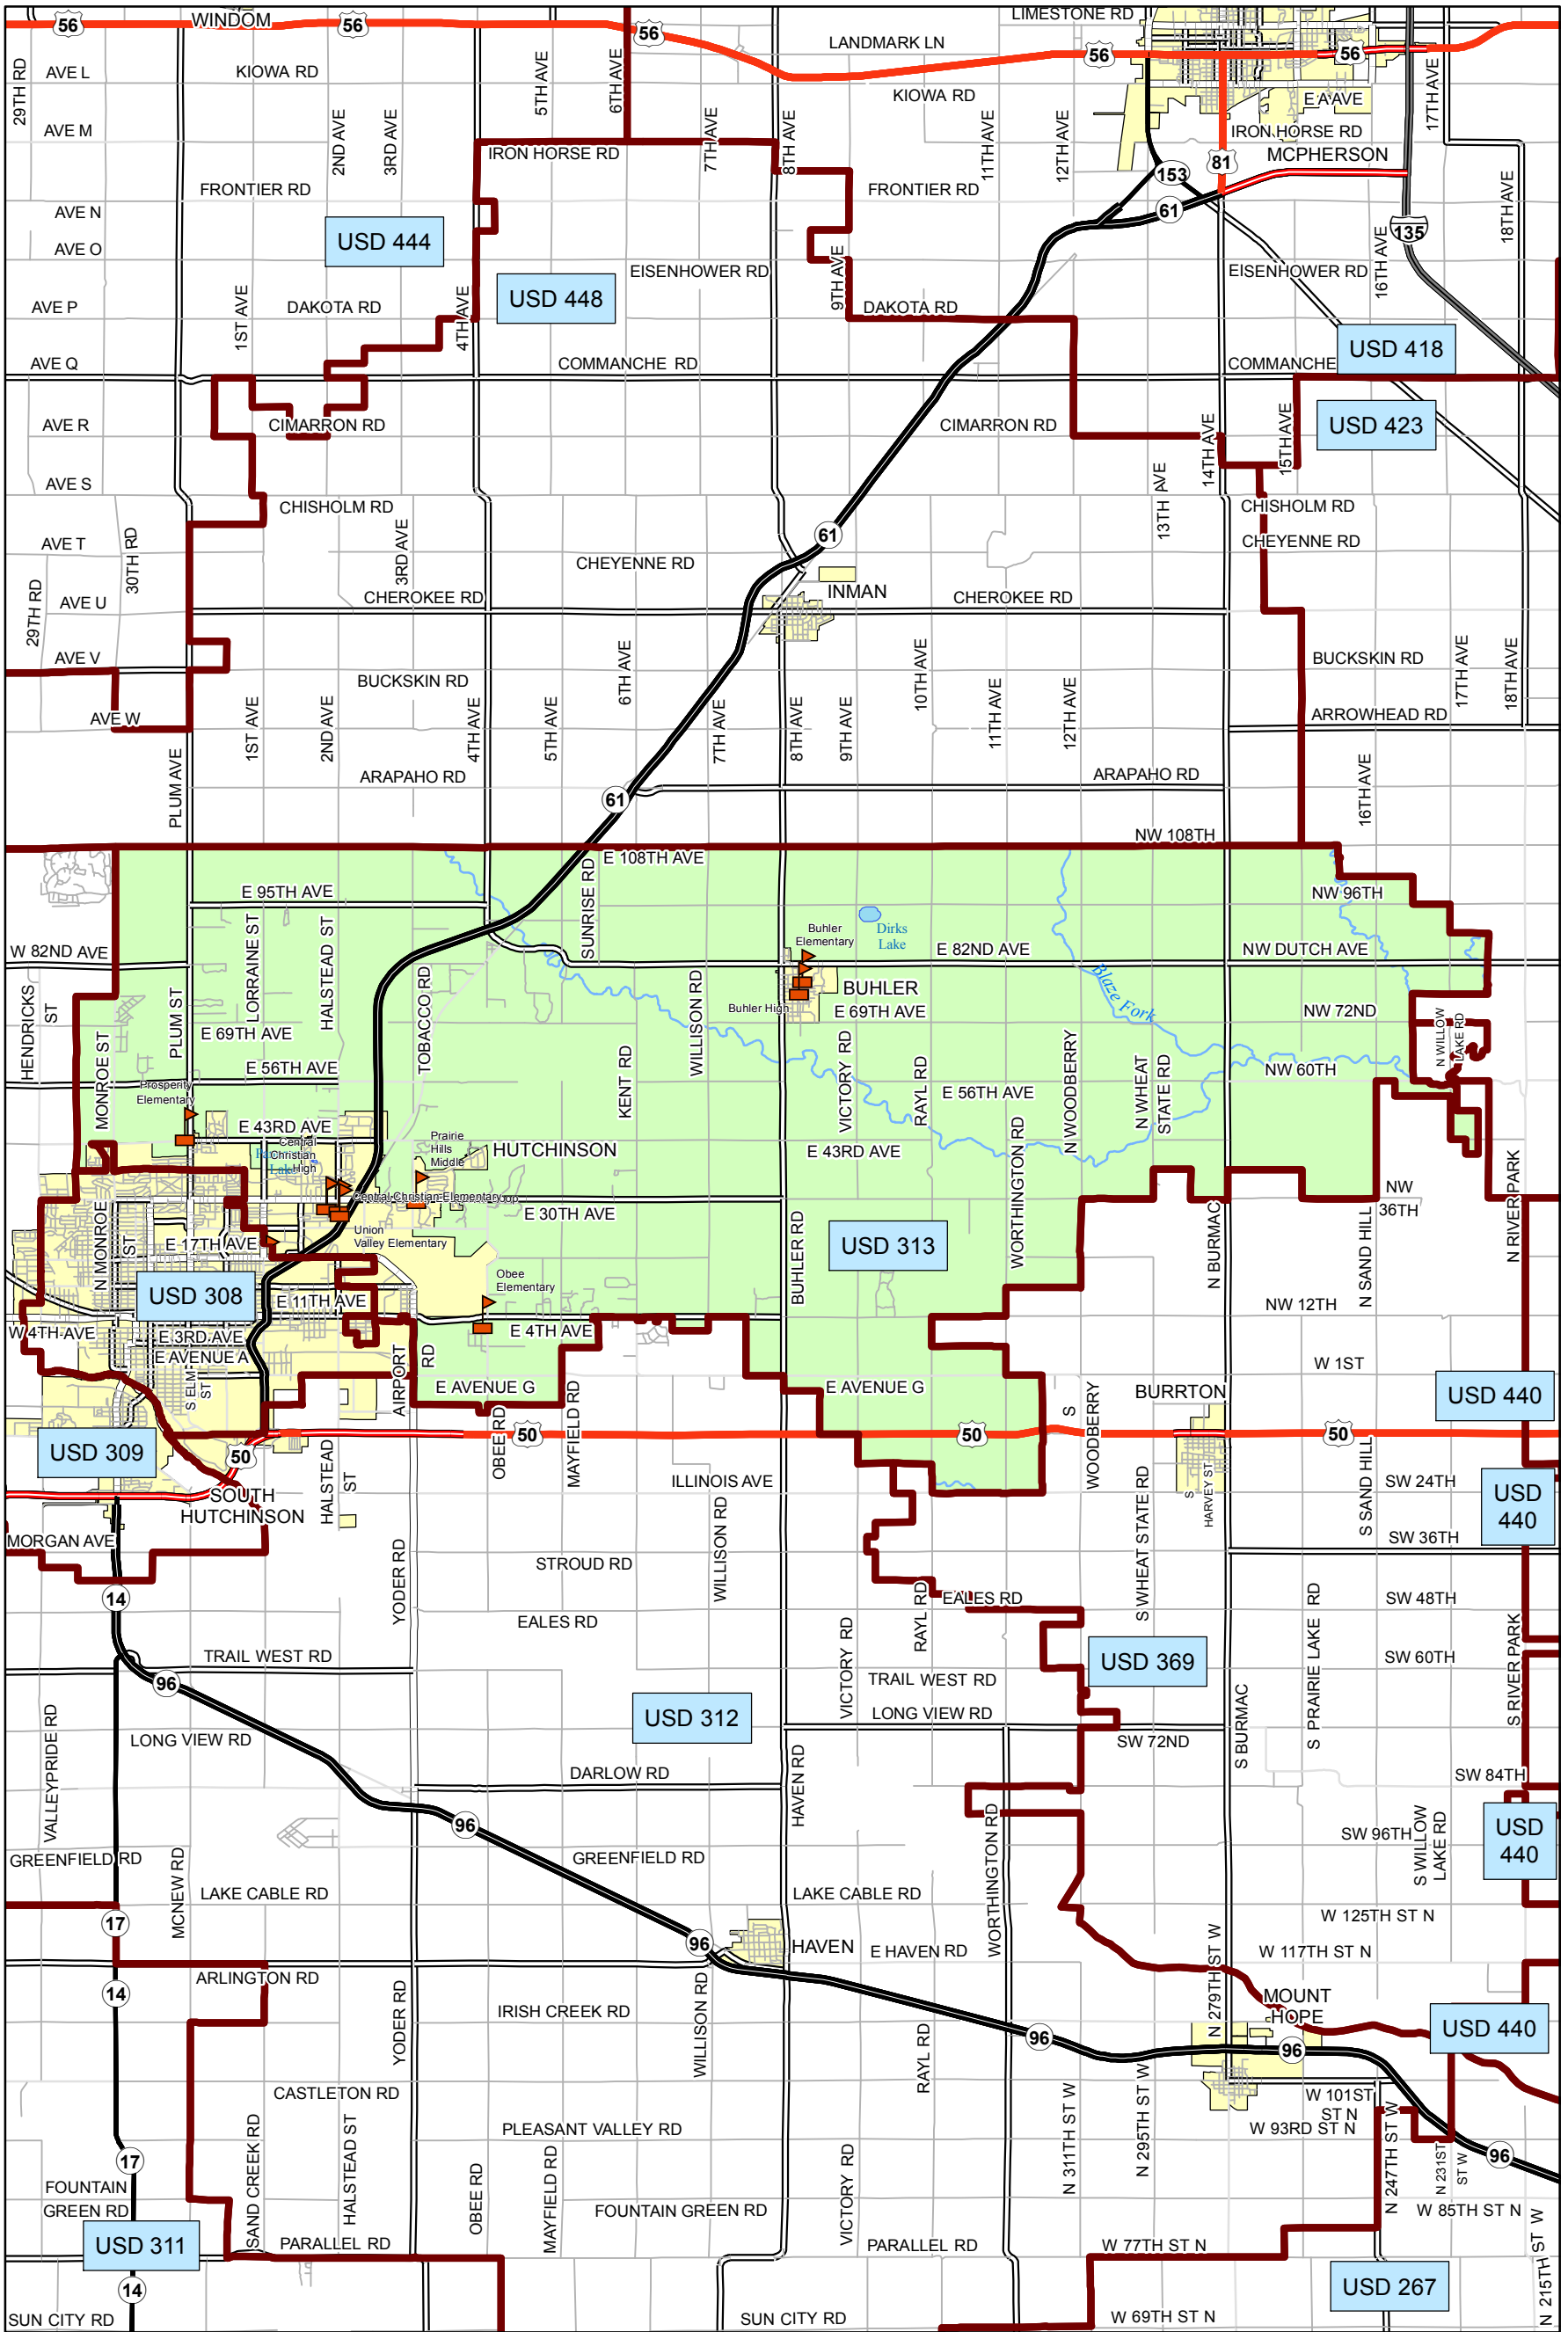 56
WINDOM
56
56
LIMESTONE RD
LANDMARK LN
56
56
29TH RD
AVE L
KIOWA RD
5TH AVE
6TH AVE
KIOWA RD
E A AVE
17TH AVE
AVE M
2ND AVE
3RD AVE
IRON HORSE RD
7TH AVE
8TH AVE
11TH AVE
12TH AVE
IRON HORSE RD
81
MCPHERSON
153
FRONTIER RD
FRONTIER RD
61
AVE N
AVE O
USD 444
135
18TH AVE
EISENHOWER RD
EISENHOWER RD
16TH AVE
USD 448
AVE P
1ST AVE
DAKOTA RD
4TH AVE
9TH AVE
DAKOTA RD
USD 418
AVE Q
COMMANCHE RD
COMMANCHE
AVE R
CIMARRON RD
CIMARRON RD
14TH AVE
15TH AVE
USD 423
AVE S
CHISHOLM RD
13TH AVE
CHISHOLM RD
AVE T
30TH RD
3RD AVE
61
CHEYENNE RD
CHEYENNE RD
29TH RD
AVE U
CHEROKEE RD
INMAN
CHEROKEE RD
AVE V
BUCKSKIN RD
6TH AVE
10TH AVE
BUCKSKIN RD
17TH AVE
18TH AVE
AVE W
1ST AVE
2ND AVE
4TH AVE
5TH AVE
7TH AVE
8TH AVE
9TH AVE
11TH AVE
12TH AVE
ARROWHEAD RD
PLUM AVE
ARAPAHO RD
ARAPAHO RD
61
16TH AVE
NW 108TH
E 108TH AVE
E 95TH AVE
NW 96TH
SUNRISE RD
Buhler
Elementary
Dirks
Lake
W 82ND AVE
LORRAINE ST
HALSTEAD ST
E 82ND AVE
NW DUTCH AVE
HENDRICKS
ST
PLUM ST
TOBACCO RD
WILLISON RD
BUHLER
Blaze Fork
E 69TH AVE
Buhler High
E 69TH AVE
NW 72ND
N WILLOW
LAKE RD
MONROE ST
E 56TH AVE
KENT RD
VICTORY RD
RAYL RD
E 56TH AVE
N WOODBERRY
N WHEAT
STATE RD
NW 60TH
Prosperity
Elementary
E 43RD AVE
Central
Christian
High
Prairie
Hills
Middle
HUTCHINSON
E 43RD AVE
WORTHINGTON RD
Central Christian Elementary
E 30TH AVE
NW
36TH
N RIVER PARK
N MONROE
ST
E 17TH AVE
Union
Valley Elementary
BUHLER RD
USD 313
N BURMAC
N SAND HILL
USD 308
E 11TH AVE
Obee
Elementary
NW 12TH
W 4TH AVE
E 3RD AVE
E 4TH AVE
E AVENUE A
AIRPORT
RD
W 1ST
S ELM
ST
E AVENUE G
E AVENUE G
BURRTON
USD 440
OBEE RD
MAYFIELD RD
S
WOODBERRY
USD 309
50
50
50
50
HALSTEAD
ST
ILLINOIS AVE
SW 24TH
SOUTH
HUTCHINSON
WILLISON RD
S WHEAT STATE RD
S
HARVEY ST
S SAND HILL
USD
440
MORGAN AVE
SW 36TH
YODER RD
STROUD RD
14
EALES RD
RAYL RD
EALES RD
S PRAIRIE LAKE RD
SW 48TH
TRAIL WEST RD
VICTORY RD
USD 369
SW 60TH
S RIVER PARK
96
TRAIL WEST RD
VALLEYPRIDE RD
LONG VIEW RD
USD 312
LONG VIEW RD
SW 72ND
S BURMAC
DARLOW RD
HAVEN RD
SW 84TH
96
WORTHINGTON RD
SW 96TH
S WILLOW
LAKE RD
USD
440
GREENFIELD RD
MCNEW RD
GREENFIELD RD
LAKE CABLE RD
LAKE CABLE RD
W 125TH ST N
17
96
HAVEN
E HAVEN RD
W 117TH ST N
ARLINGTON RD
14
N 279TH ST W
MOUNT
HOPE
YODER RD
IRISH CREEK RD
WILLISON RD
RAYL RD
96
96
USD 440
CASTLETON RD
W 101ST
ST N
N 311TH ST W
N 295TH ST W
PLEASANT VALLEY RD
W 93RD ST N
17
SAND CREEK RD
HALSTEAD ST
OBEE RD
MAYFIELD RD
VICTORY RD
N 247TH ST W
N 231ST
ST W
96
FOUNTAIN
GREEN RD
FOUNTAIN GREEN RD
W 85TH ST N
USD 311
PARALLEL RD
PARALLEL RD
W 77TH ST N
14
USD 267
N 215TH ST W
SUN CITY RD
SUN CITY RD
W 69TH ST N